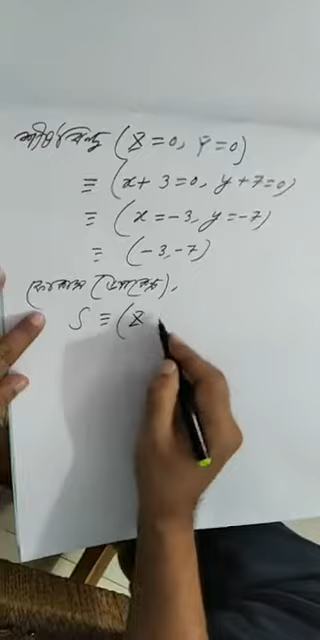 শীর্ষবিন্দু (X=0, Y=0)
≡ (x+3=0, y+7=0)
≡ (x=-3, y=-7)
≡ (-3,-7)
ফোকাস (উপকেন্দ্র),
S ≡ (X